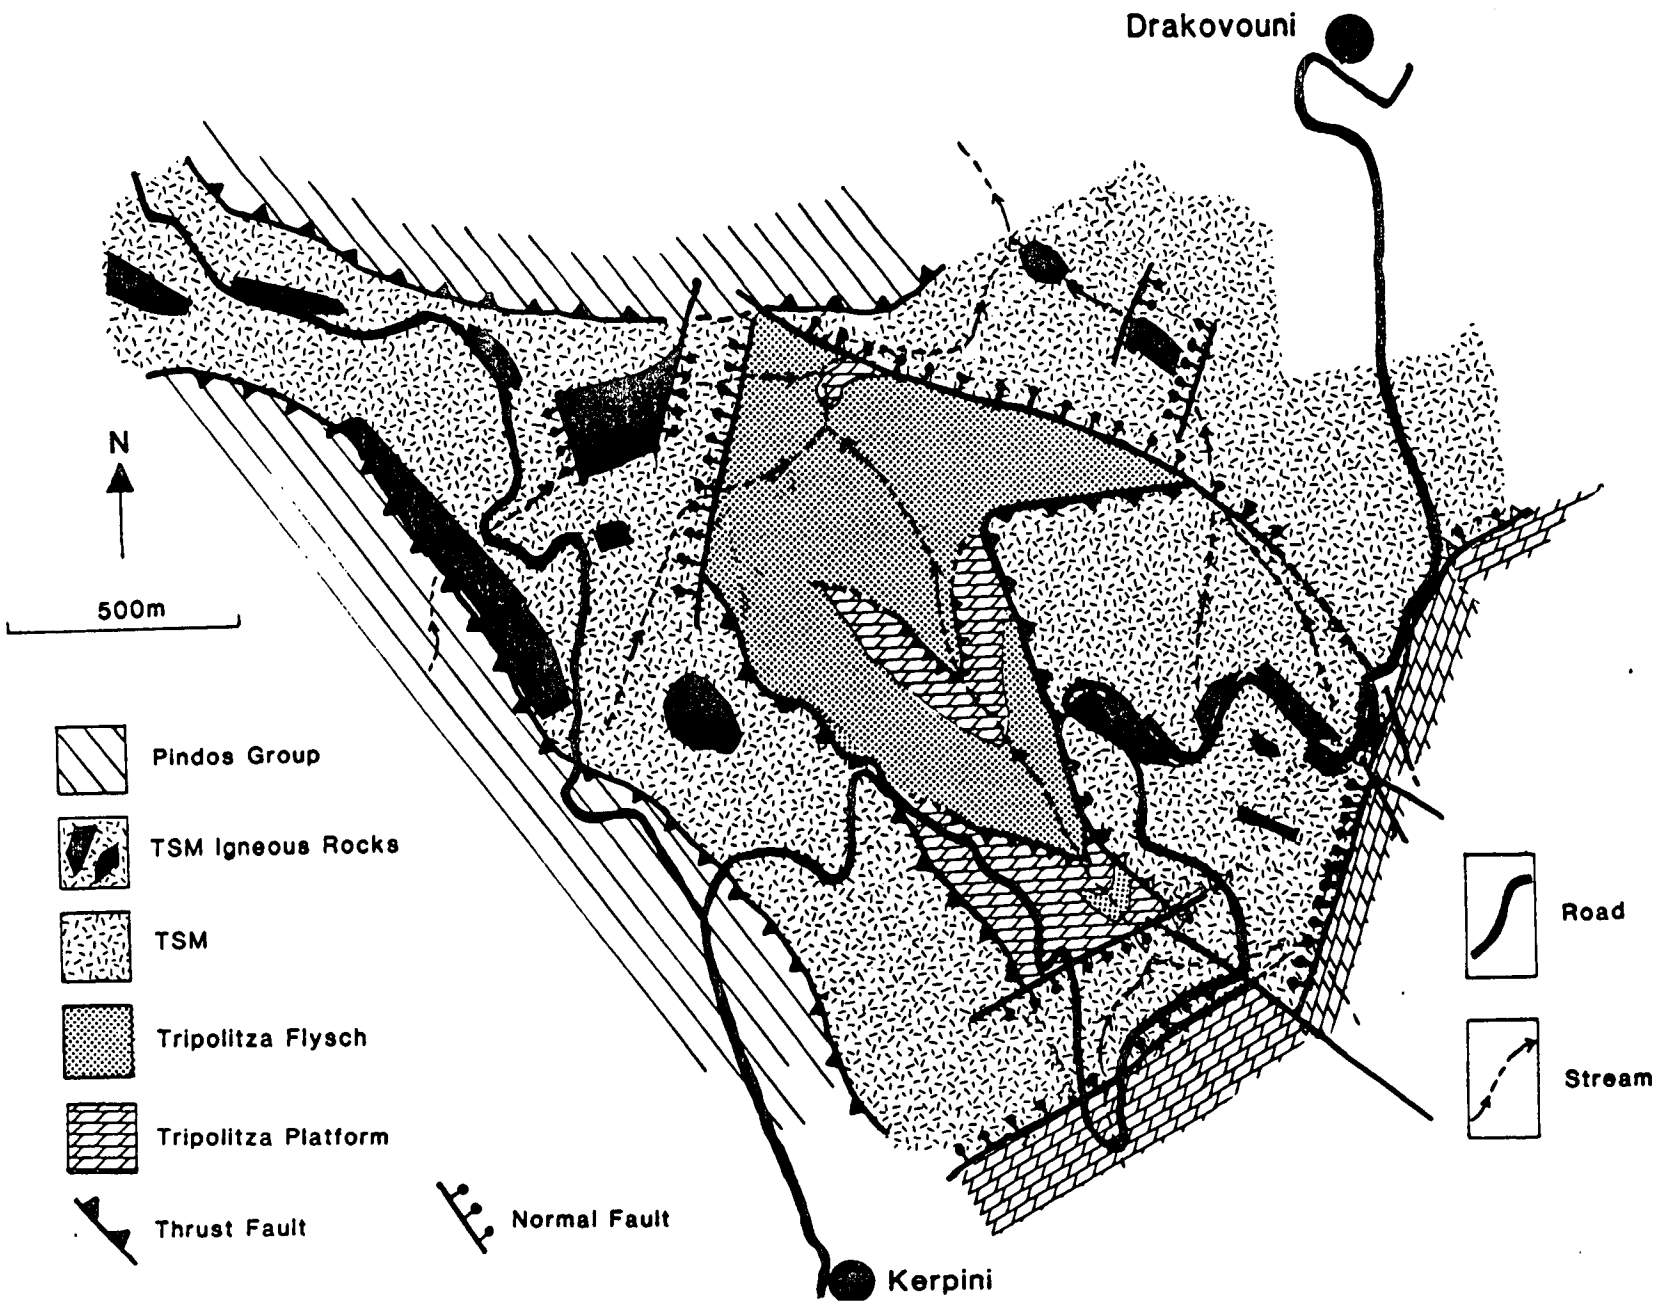 Drakovouni
N
500m
Pindos Group
TSM Igneous Rocks
TSM
Tripolitza Flysch
Tripolitza Platform
Thrust Fault
Normal Fault
Road
Stream
Kerpini